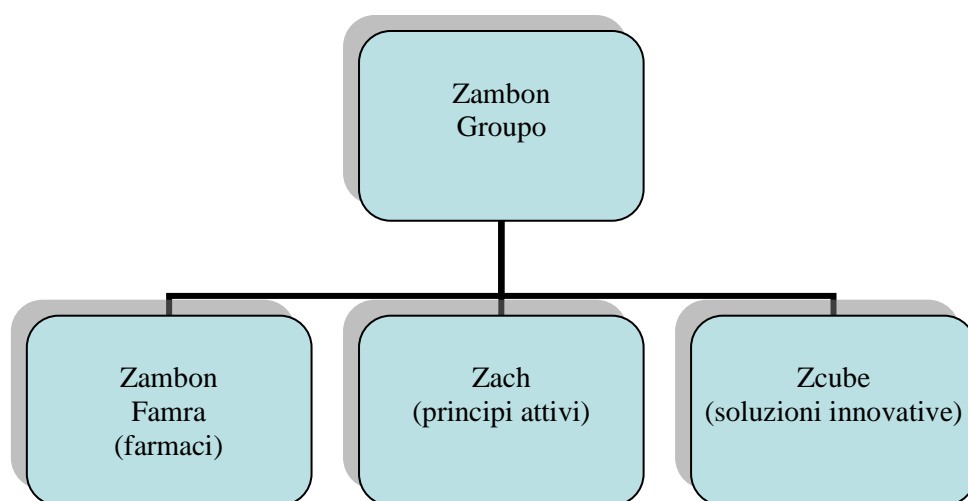 Zambon
Groupo
Zambon
Famra
(farmaci)
Zach
(principi attivi)
Zcube
(soluzioni innovative)